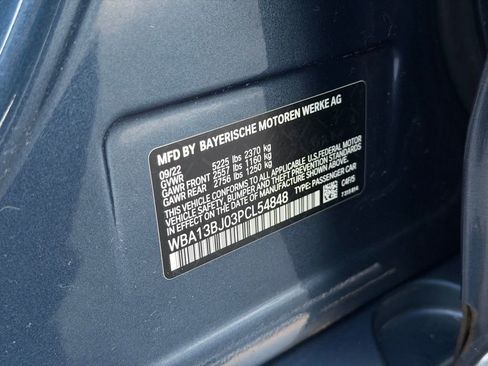 MFD BY BAYERISCHE MOTOREN WERKE AG
09/22
GVWR 5225 lbs 2370 kg
GAWR FRONT 2557 lbs 1160 kg
GAWR REAR 2756 lbs 1250 kg
THIS VEHICLE CONFORMS TO ALL APPLICABLE U.S. FEDERAL MOTOR
VEHICLE SAFETY, BUMPER, AND THEFT PREVENTION STANDARDS
IN EFFECT ON THE DATE OF MANUFACTURE SHOWN ABOVE.
WBA13BJ03PCL54848 TYPE: PASSENGER CAR